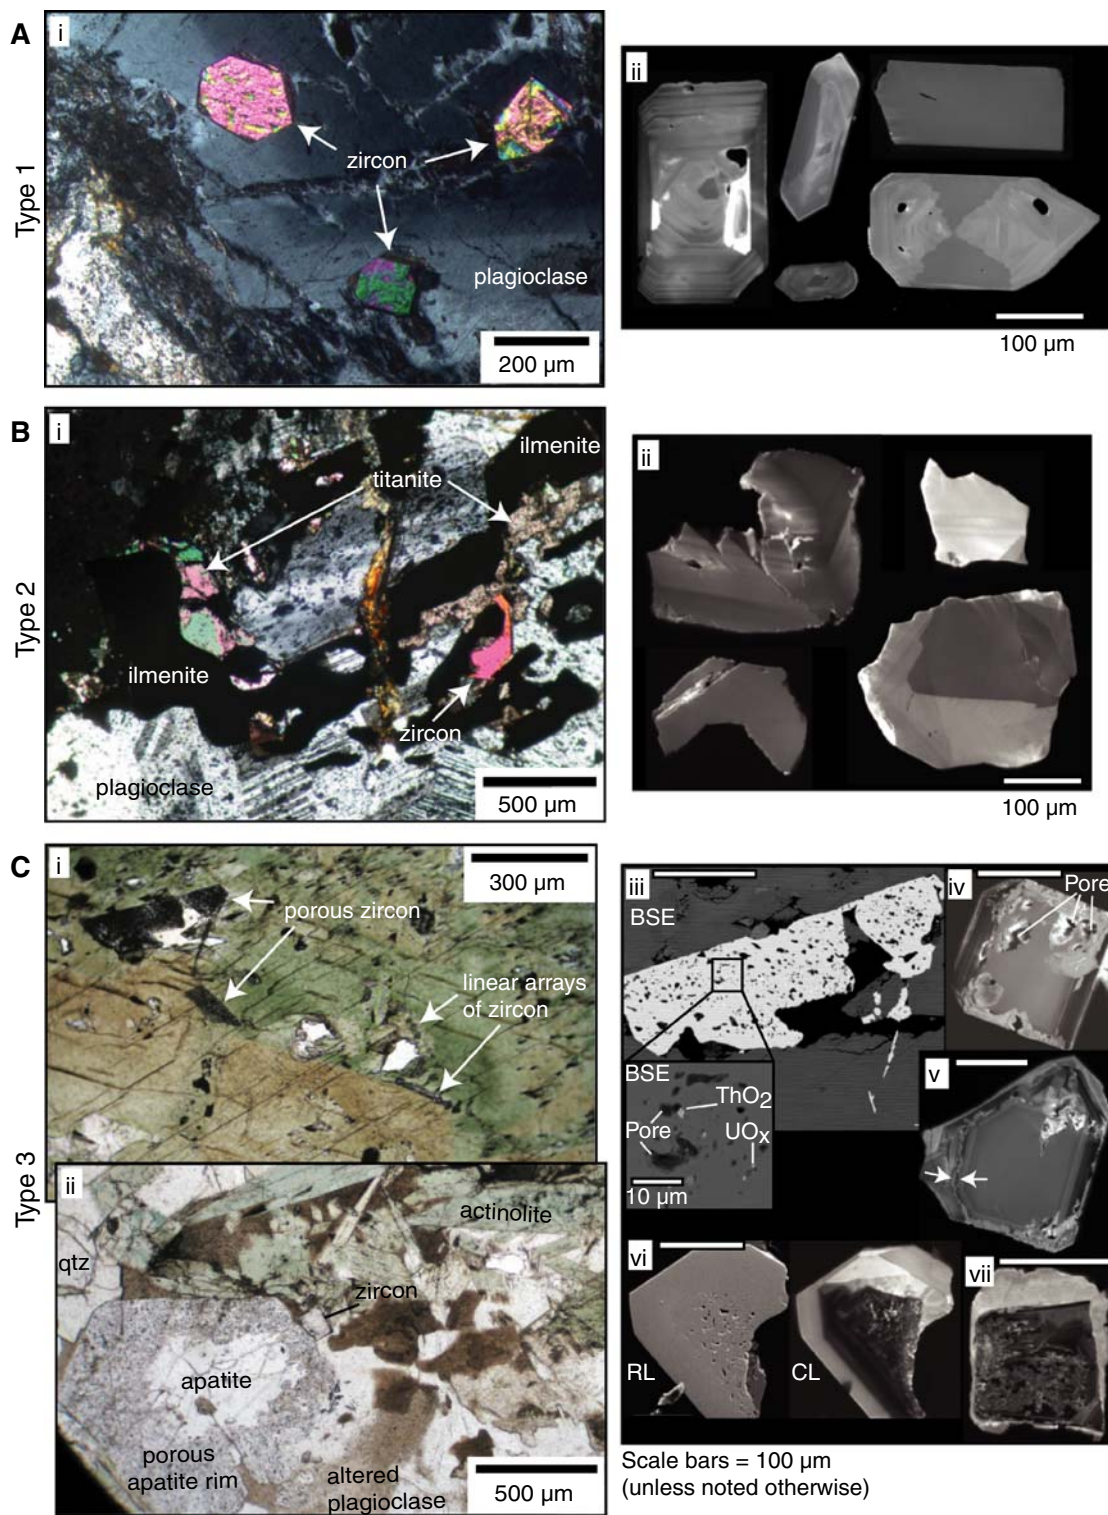 A
Type 1
i
zircon
plagioclase
200 µm
ii
100 µm
B
Type 2
i
ilmenite
titanite
ilmenite
zircon
plagioclase
500 µm
ii
100 µm
C
Type 3
i
300 µm
porous zircon
linear arrays
of zircon
ii
actinolite
qtz
zircon
apatite
porous
apatite rim
altered
plagioclase
500 µm
iii
BSE
BSE
ThO2
Pore
UOx
10 µm
iv
Pore
v
vi
RL
CL
vii
Scale bars = 100 µm
(unless noted otherwise)